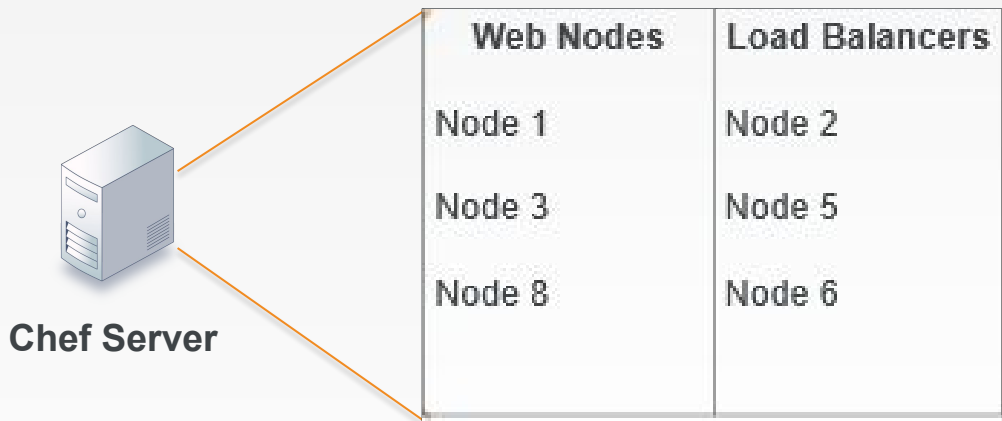 Web Nodes Load Balancers
Node 1 Node 2
Node 3 Node 5
Node 8 Node 6
Chef Server